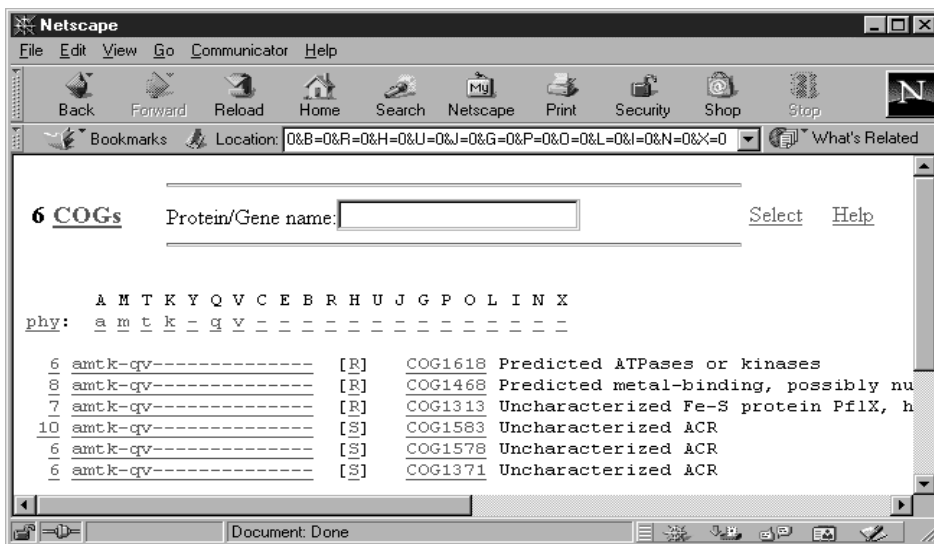 Netscape
File Edit View Go Communicator Help
Back Forward Reload Home Search Netscape Print Security Shop Stop
My
N
Bookmarks Location: 0&B=0&R=0&H=0&U=0&J=0&G=0&P=0&O=0&L=0&I=0&N=0&X=0 What's Related
6 COGs Protein/Gene name: Select Help
A M T K Y Q V C E B R H U J G P O L I N X
phy: a m t k - q v - - - - - - - - - - - - - -
6 amtk-qv-------------- [R] COG1618 Predicted ATPases or kinases
8 amtk-qv-------------- [R] COG1468 Predicted metal-binding, possibly nu
7 amtk-qv-------------- [R] COG1313 Uncharacterized Fe-S protein PflX, h
10 amtk-qv-------------- [S] COG1583 Uncharacterized ACR
6 amtk-qv-------------- [S] COG1578 Uncharacterized ACR
6 amtk-qv-------------- [S] COG1371 Uncharacterized ACR
Document: Done